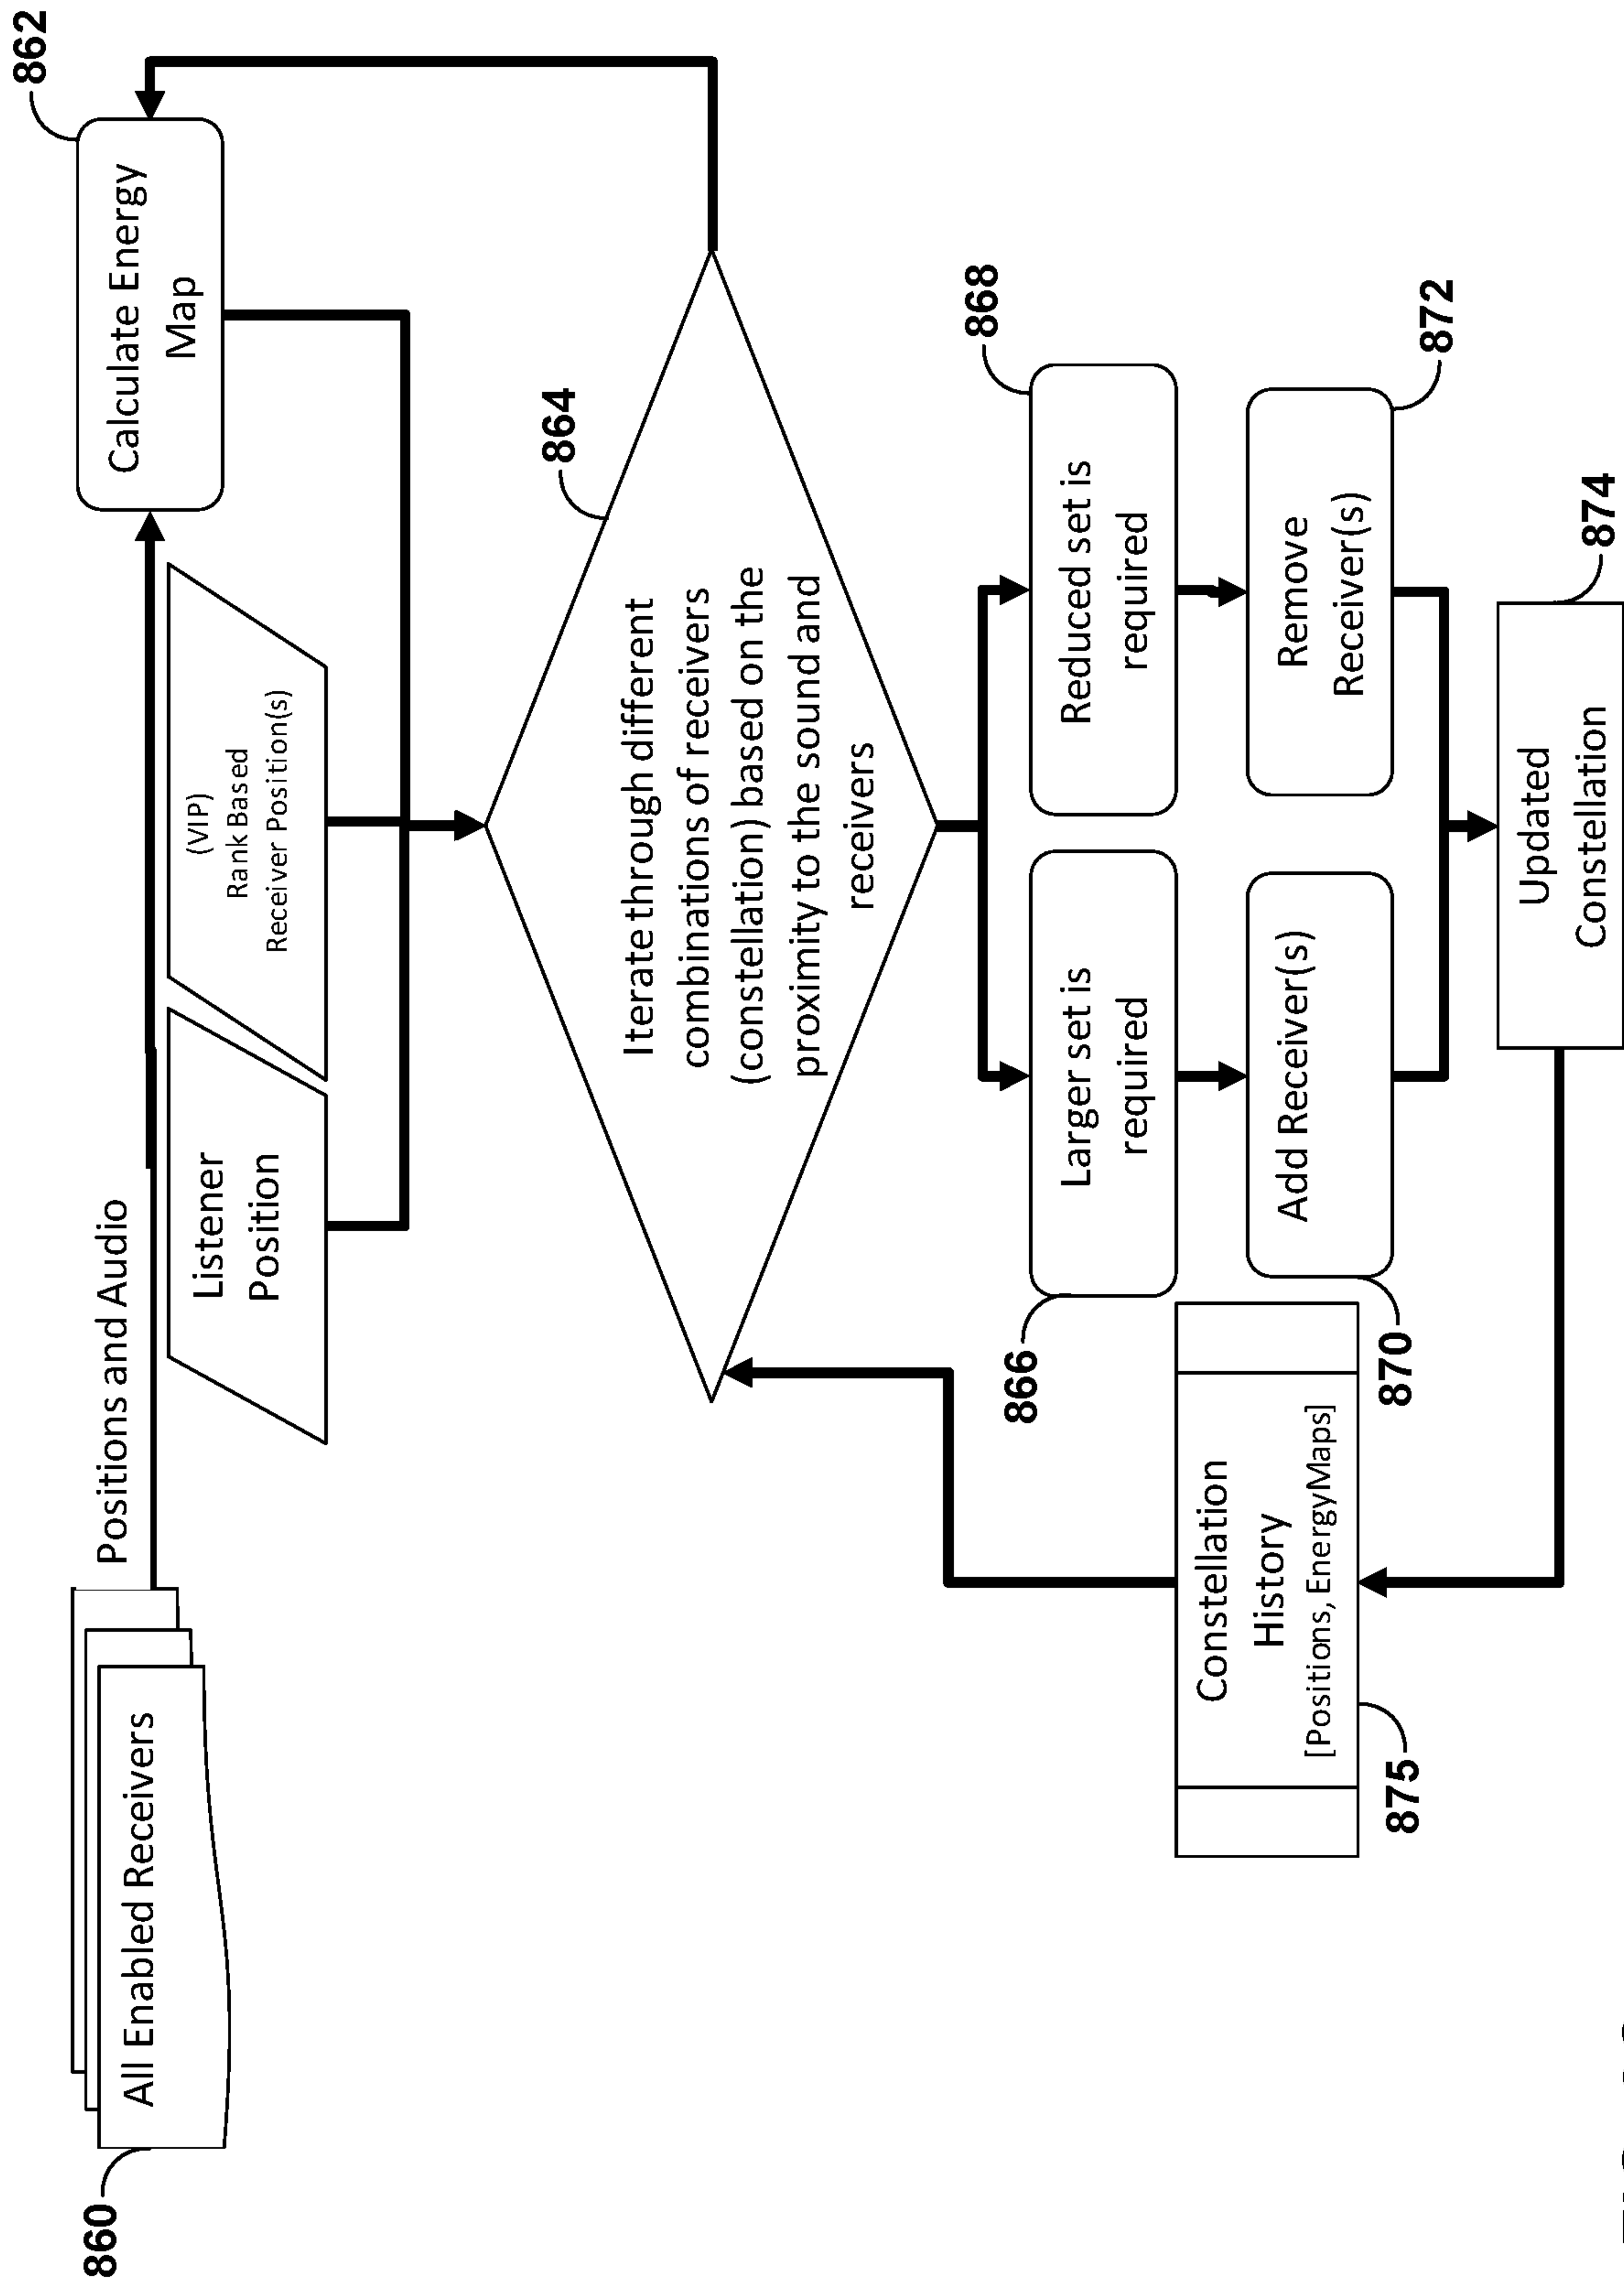 860
All Enabled Receivers
Positions and Audio
862
Calculate Energy
Map
Listener
Position
(VIP)
Rank Based
Receiver Position(s)
864
Iterate through different
combinations of receivers
(constellation) based on the
proximity to the sound and
receivers
866
Larger set is
required
868
Reduced set is
required
870
Add Receiver(s)
872
Remove
Receiver(s)
Constellation
History
[Positions, EnergyMaps]
875
874
Updated
Constellation